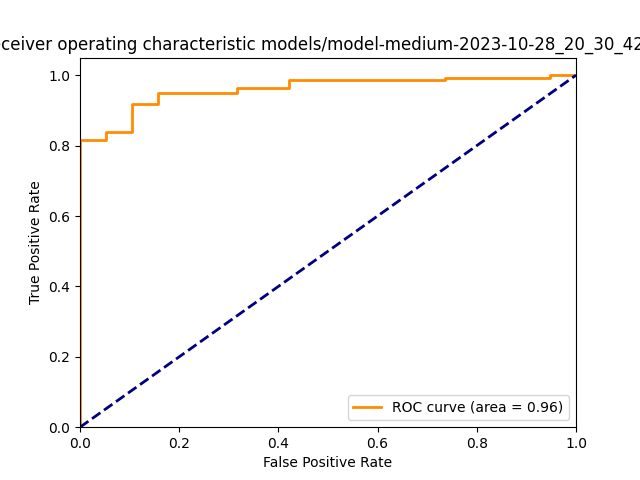 ceiver operating characteristic models/model-medium-2023-10-28_20_30_42
1.0
0.8
0.6
0.4
0.2
0.0
True Positive Rate
ROC curve (area = 0.96)
0.0 0.2 0.4 0.6 0.8 1.0
False Positive Rate